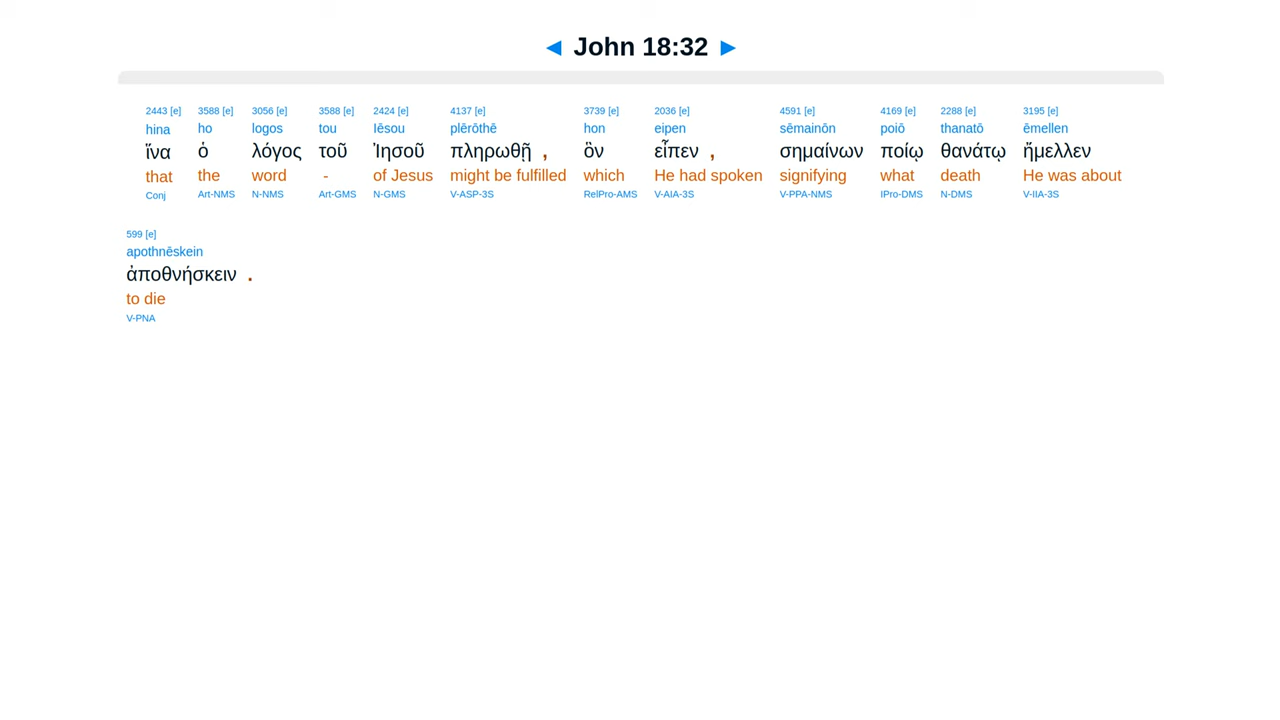 ◄ John 18:32 ►
2443 [e] 3588 [e] 3056 [e] 3588 [e] 2424 [e] 4137 [e] 3739 [e] 2036 [e] 4591 [e] 4169 [e] 2288 [e] 3195 [e]
hina ho logos tou Iēsou plērōthē hon eipen sēmainōn poiō thanatō ēmellen
ἵνα ὁ λόγος τοῦ Ἰησοῦ πληρωθῇ , ὃν εἶπεν , σημαίνων ποίῳ θανάτῳ ἤμελλεν
that the word - of Jesus might be fulfilled which He had spoken signifying what death He was about
Conj Art-NMS N-NMS Art-GMS N-GMS V-ASP-3S RelPro-AMS V-AIA-3S V-PPA-NMS IPro-DMS N-DMS V-IIA-3S
599 [e]
apothnēskein
ἀποθνήσκειν .
to die
V-PNA